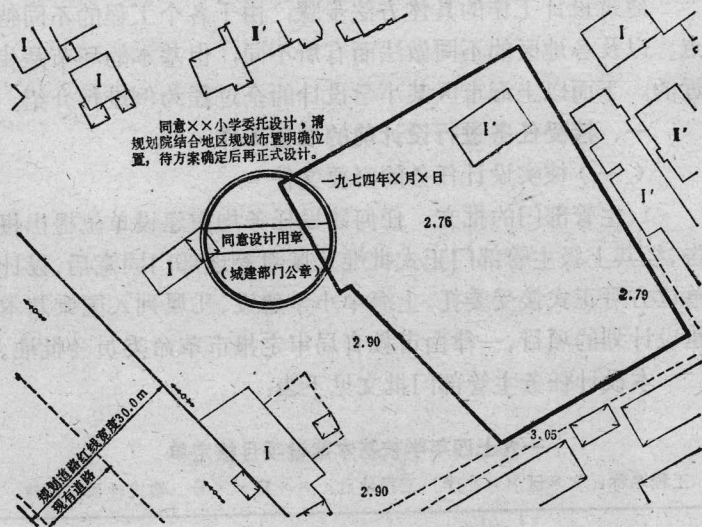 I
I
I'
I
同意××小学委托设计,请
规划院结合地区规划布置明确位
置,待方案确定后再正式设计。
一九七四年×月×日
I'
I'
I'
2.76
同意设计用章
(城建部门公章)
I
2.79
2.90
规划道路红线宽度30.0m
现有道路
I
3.05
2.90